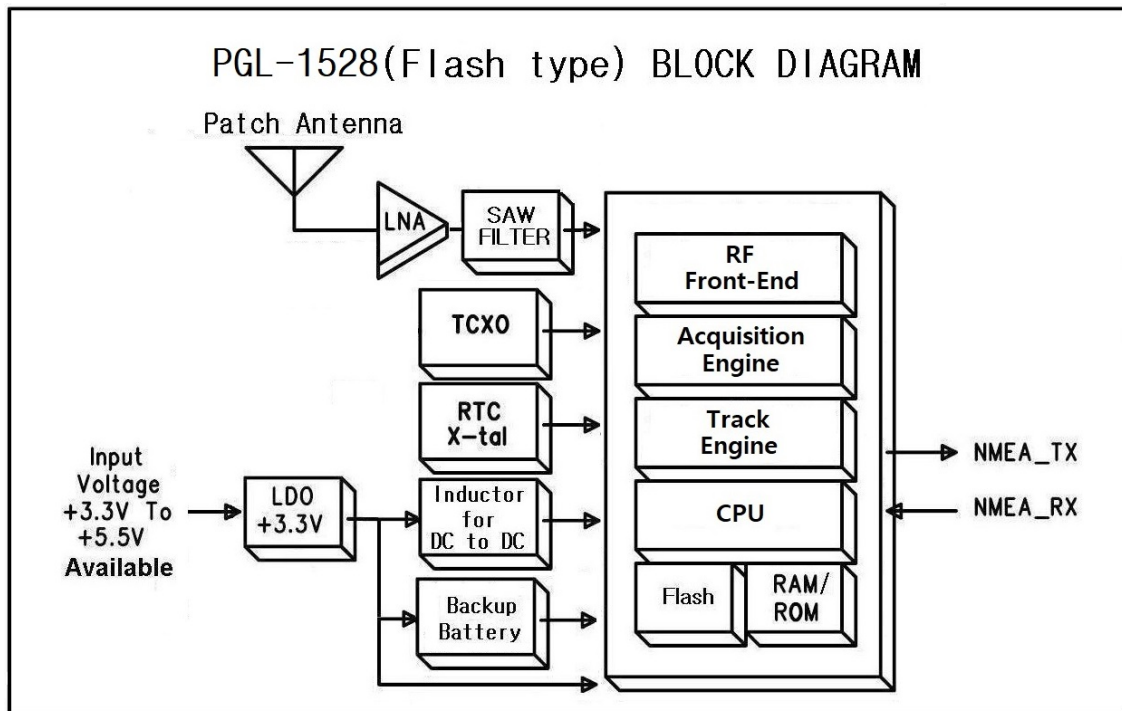 PGL-1528(Flash type) BLOCK DIAGRAM
Patch Antenna
LNA
SAW
FILTER
RF
Front-End
TCXO
Acquisition
Engine
RTC
X-tal
Track
Engine
Input
Voltage
+3.3V To
+5.5V
Available
LDO
+3.3V
Inductor
for
DC to DC
CPU
NMEA_TX
NMEA_RX
Backup
Battery
Flash
RAM/
ROM